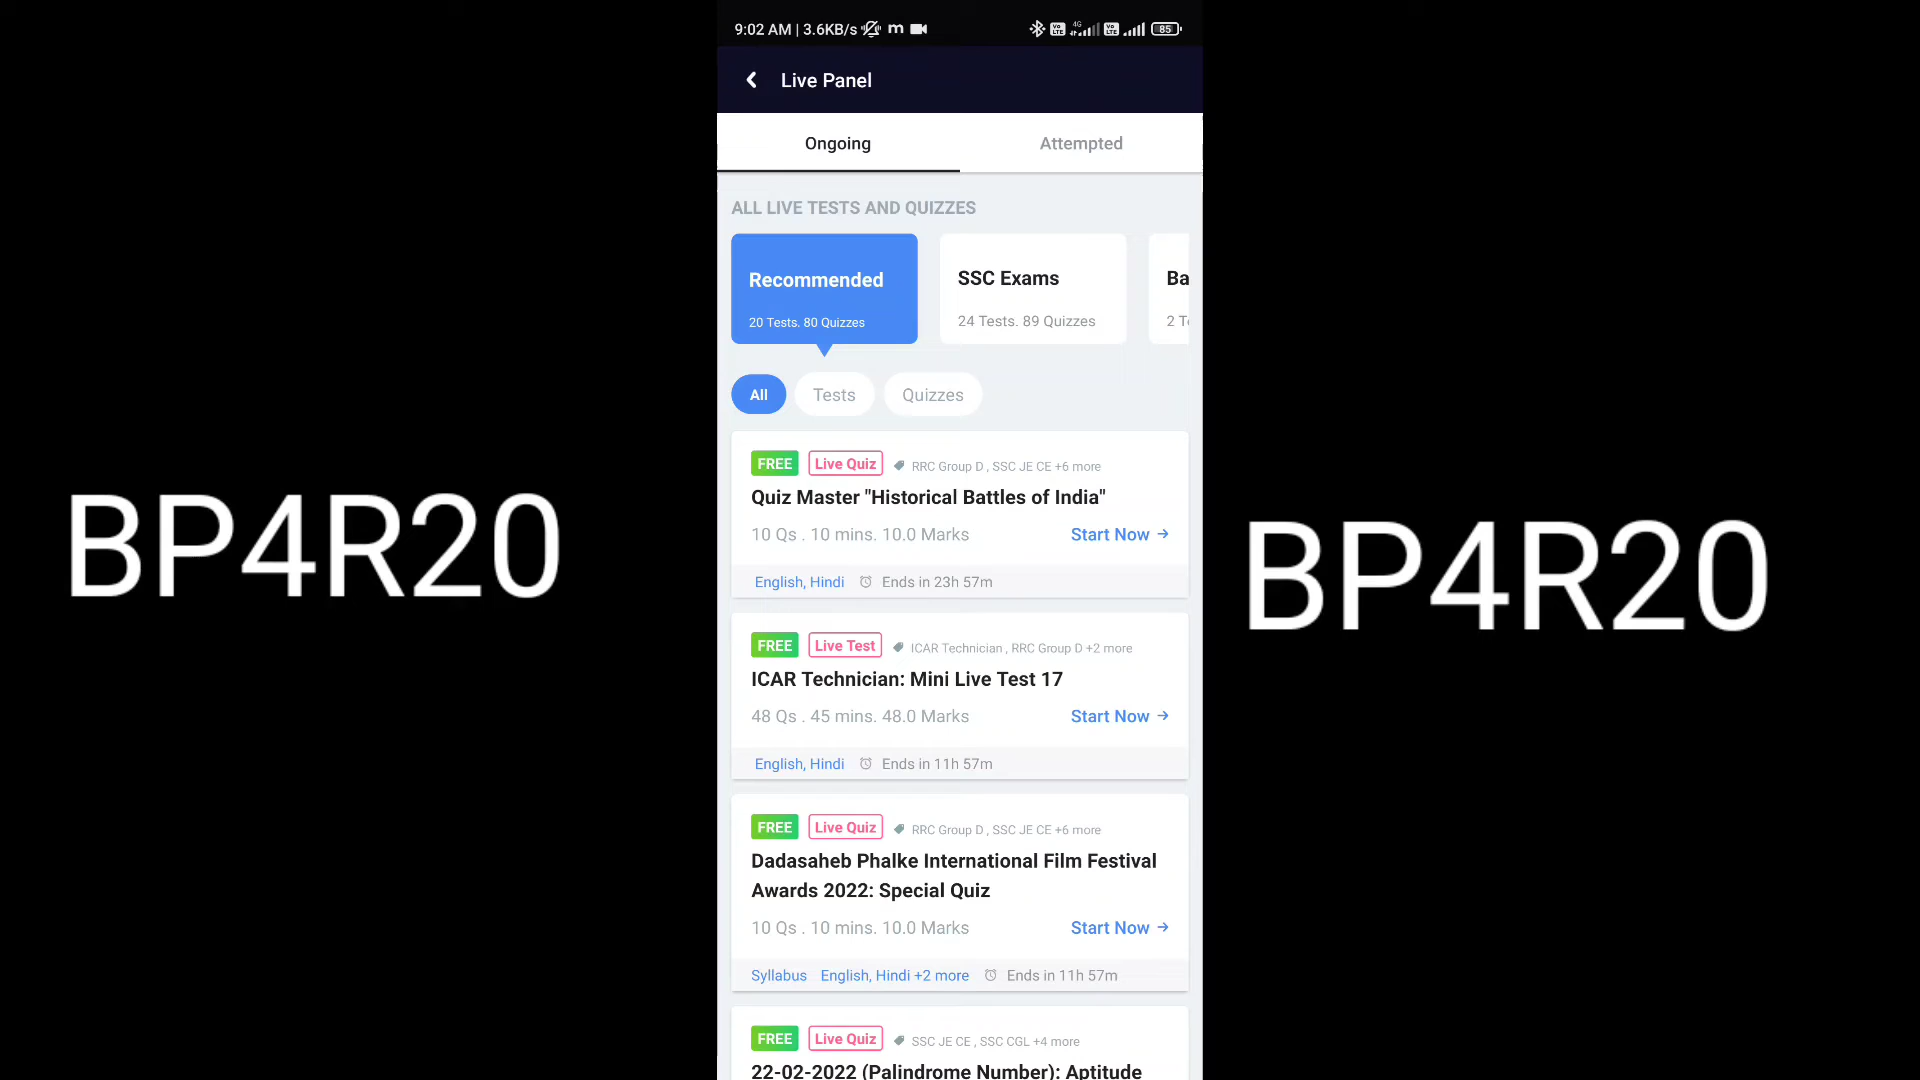 9:02 AM | 3.6KB/s m
4G
Vo LTE
Vo LTE
85
Live Panel
Ongoing
Attempted
ALL LIVE TESTS AND QUIZZES
Recommended
20 Tests. 80 Quizzes
SSC Exams
24 Tests. 89 Quizzes
Ba
2 T
All
Tests
Quizzes
FREE Live Quiz RRC Group D , SSC JE CE +6 more
Quiz Master "Historical Battles of India"
10 Qs . 10 mins. 10.0 Marks Start Now →
English, Hindi Ends in 23h 57m
FREE Live Test ICAR Technician , RRC Group D +2 more
ICAR Technician: Mini Live Test 17
48 Qs . 45 mins. 48.0 Marks Start Now →
English, Hindi Ends in 11h 57m
FREE Live Quiz RRC Group D , SSC JE CE +6 more
Dadasaheb Phalke International Film Festival
Awards 2022: Special Quiz
10 Qs . 10 mins. 10.0 Marks Start Now →
Syllabus English, Hindi +2 more Ends in 11h 57m
FREE Live Quiz SSC JE CE , SSC CGL +4 more
22-02-2022 (Palindrome Number): Aptitude
BP4R20
BP4R20